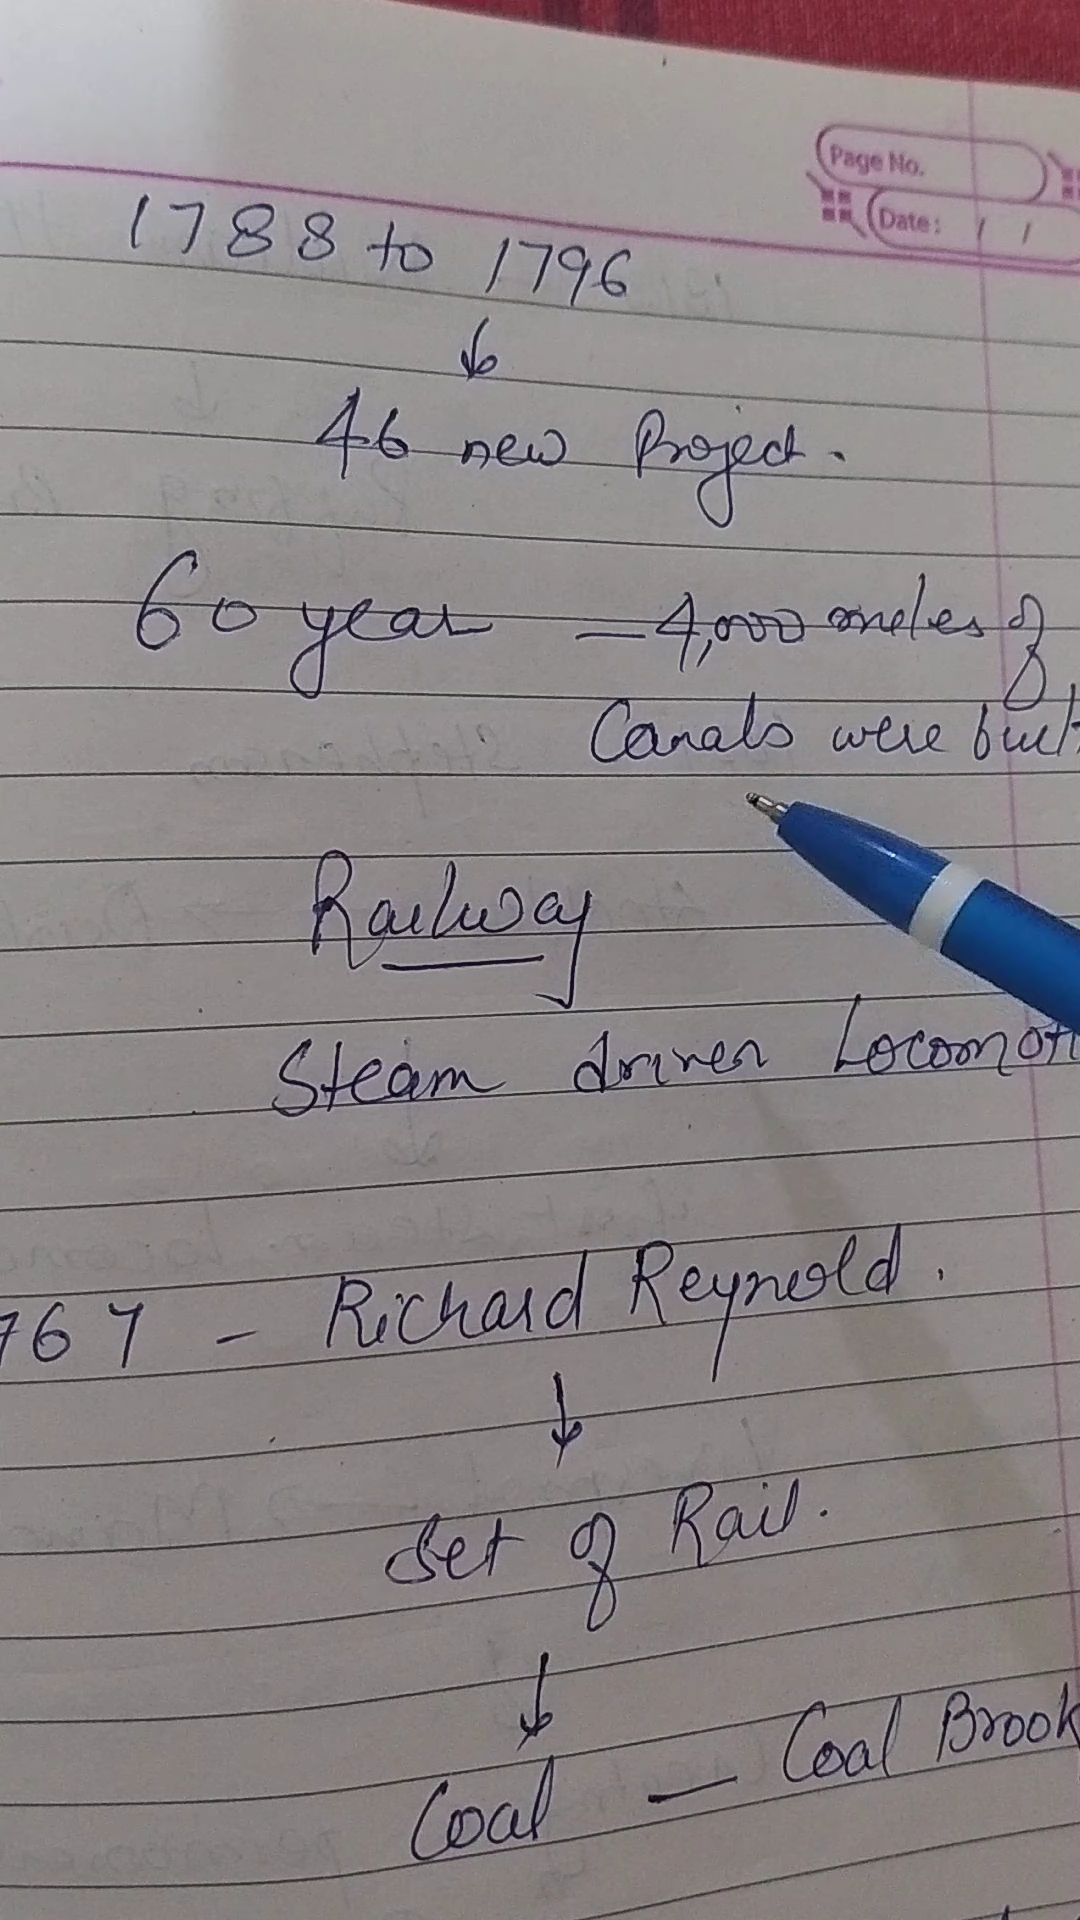 Page No.
Date: / /
1788 to 1796
↓
46 new Project.
60 year — 4,000 miles of
Canals were built
Railway
Steam driven Locomoti
767 - Richard Reynold.
↓
Set of Rail.
↓
Coal — Coal Brook